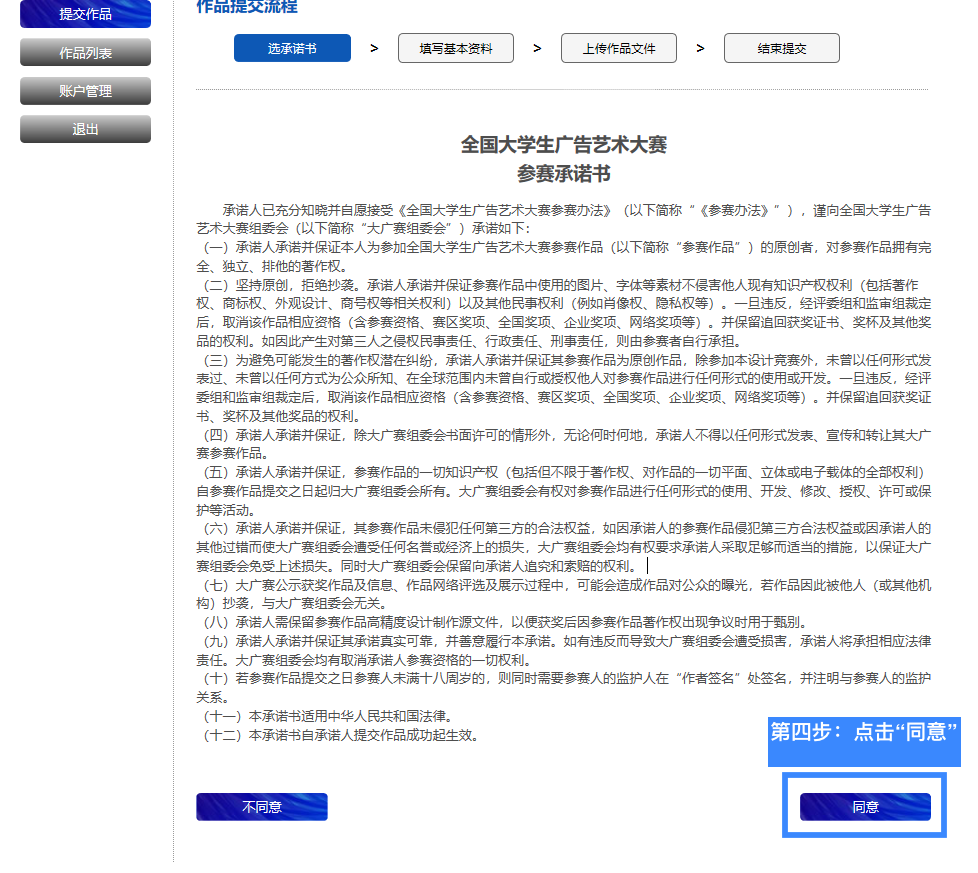 提交作品
作品列表
账户管理
退出
作品提交流程
选承诺书 > 填写基本资料 > 上传作品文件 > 结束提交
全国大学生广告艺术大赛
参赛承诺书
承诺人已充分知晓并自愿接受《全国大学生广告艺术大赛参赛办法》（以下简称“《参赛办法》”），谨向全国大学生广告
艺术大赛组委会（以下简称“大广赛组委会”）承诺如下：
（一）承诺人承诺并保证本人为参加全国大学生广告艺术大赛参赛作品（以下简称“参赛作品”）的原创者，对参赛作品拥有完
全、独立、排他的著作权。
（二）坚持原创，拒绝抄袭。承诺人承诺并保证参赛作品中使用的图片、字体等素材不侵害他人现有知识产权权利（包括著作
权、商标权、外观设计、商号权等相关权利）以及其他民事权利（例如肖像权、隐私权等）。一旦违反，经评委组和监审组裁定
后，取消该作品相应资格（含参赛资格、赛区奖项、全国奖项、企业奖项、网络奖项等）。并保留追回获奖证书、奖杯及其他奖
品的权利。如因此产生对第三人之侵权民事责任、行政责任、刑事责任，则由参赛者自行承担。
（三）为避免可能发生的著作权潜在纠纷，承诺人承诺并保证其参赛作品为原创作品，除参加本设计竞赛外，未曾以任何形式发
表过、未曾以任何方式为公众所知、在全球范围内未曾自行或授权他人对参赛作品进行任何形式的使用或开发。一旦违反，经评
委组和监审组裁定后，取消该作品相应资格（含参赛资格、赛区奖项、全国奖项、企业奖项、网络奖项等）。并保留追回获奖证
书、奖杯及其他奖品的权利。
（四）承诺人承诺并保证，除大广赛组委会书面许可的情形外，无论何时何地，承诺人不得以任何形式发表、宣传和转让其大广
赛参赛作品。
（五）承诺人承诺并保证，参赛作品的一切知识产权（包括但不限于著作权、对作品的一切平面、立体或电子载体的全部权利）
自参赛作品提交之日起归大广赛组委会所有。大广赛组委会有权对参赛作品进行任何形式的使用、开发、修改、授权、许可或保
护等活动。
（六）承诺人承诺并保证，其参赛作品未侵犯任何第三方的合法权益，如因承诺人的参赛作品侵犯第三方合法权益或因承诺人的
其他过错而使大广赛组委会遭受任何名誉或经济上的损失，大广赛组委会均有权要求承诺人采取足够而适当的措施，以保证大广
赛组委会免受上述损失。同时大广赛组委会保留向承诺人追究和索赔的权利。
（七）大广赛公示获奖作品及信息、作品网络评选及展示过程中，可能会造成作品对公众的曝光，若作品因此被他人（或其他机
构）抄袭，与大广赛组委会无关。
（八）承诺人需保留参赛作品高精度设计制作源文件，以便获奖后因参赛作品著作权出现争议时用于甄别。
（九）承诺人承诺并保证其承诺真实可靠，并善意履行本承诺。如有违反而导致大广赛组委会遭受损害，承诺人将承担相应法律
责任。大广赛组委会均有取消承诺人参赛资格的一切权利。
（十）若参赛作品提交之日参赛人未满十八周岁的，则同时需要参赛人的监护人在“作者签名”处签名，并注明与参赛人的监护
关系。
（十一）本承诺书适用中华人民共和国法律。
（十二）本承诺书自承诺人提交作品成功起生效。
第四步：点击“同意”
不同意
同意